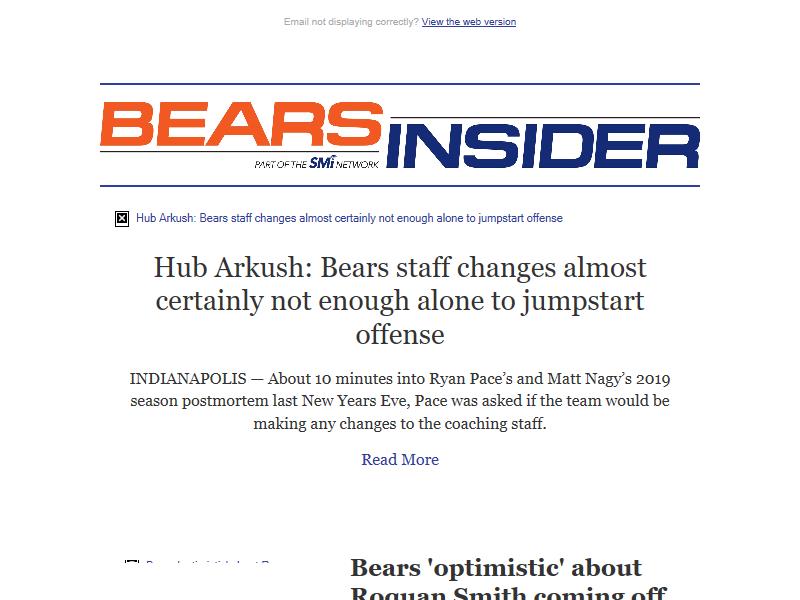 Email not displaying correctly? View the web version
BEARS
INSIDER
PART OF THE SMi NETWORK
Hub Arkush: Bears staff changes almost certainly not enough alone to jumpstart offense
Hub Arkush: Bears staff changes almost
certainly not enough alone to jumpstart
offense
INDIANAPOLIS — About 10 minutes into Ryan Pace’s and Matt Nagy’s 2019
season postmortem last New Years Eve, Pace was asked if the team would be
making any changes to the coaching staff.
Read More
Bears 'optimistic' about
Roquan Smith coming off